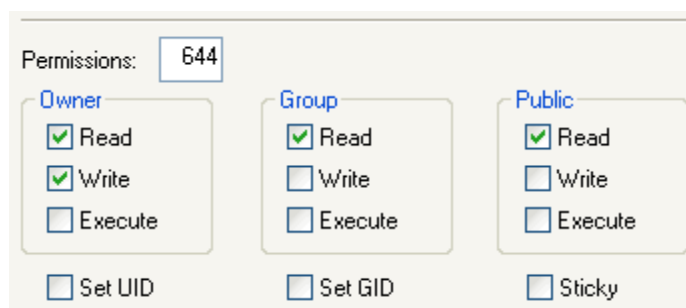 Permissions: 644
Owner Group Public
Read Read Read
Write Write Write
Execute Execute Execute
Set UID Set GID Sticky